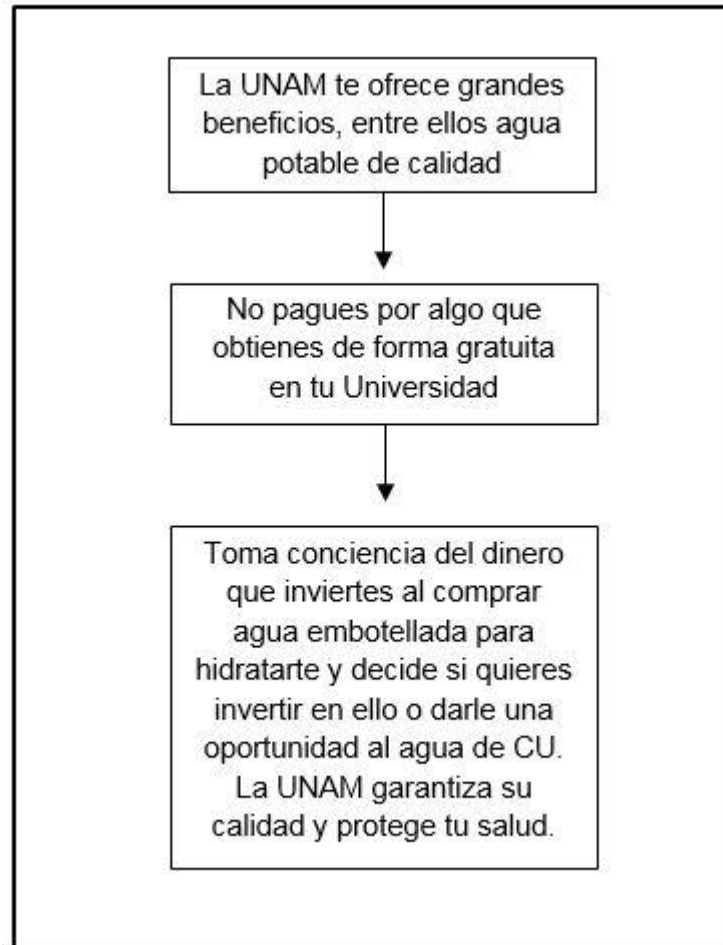 La UNAM te ofrece grandes
beneficios, entre ellos agua
potable de calidad
No pagues por algo que
obtienes de forma gratuita
en tu Universidad
Toma conciencia del dinero
que inviertes al comprar
agua embotellada para
hidratarte y decide si quieres
invertir en ello o darle una
oportunidad al agua de CU.
La UNAM garantiza su
calidad y protege tu salud.